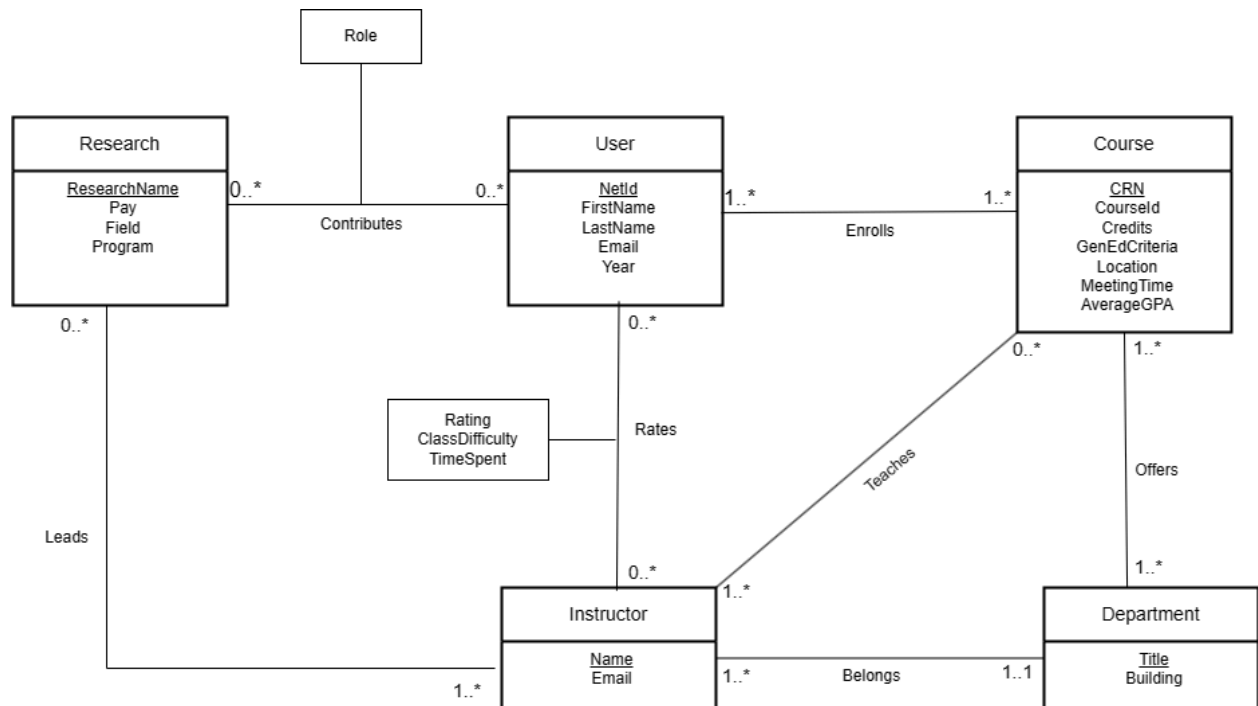 Role
Research
ResearchName
Pay
Field
Program
0..*
Contributes
0..*
User
NetId
FirstName
LastName
Email
Year
1..*
Enrolls
1..*
Course
CRN
CourseId
Credits
GenEdCriteria
Location
MeetingTime
AverageGPA
0..*
0..*
0..*
1..*
Rating
ClassDifficulty
TimeSpent
Rates
Teaches
Offers
Leads
0..*
1..*
1..*
1..*
Instructor
Name
Email
1..*
Belongs
1..1
Department
Title
Building